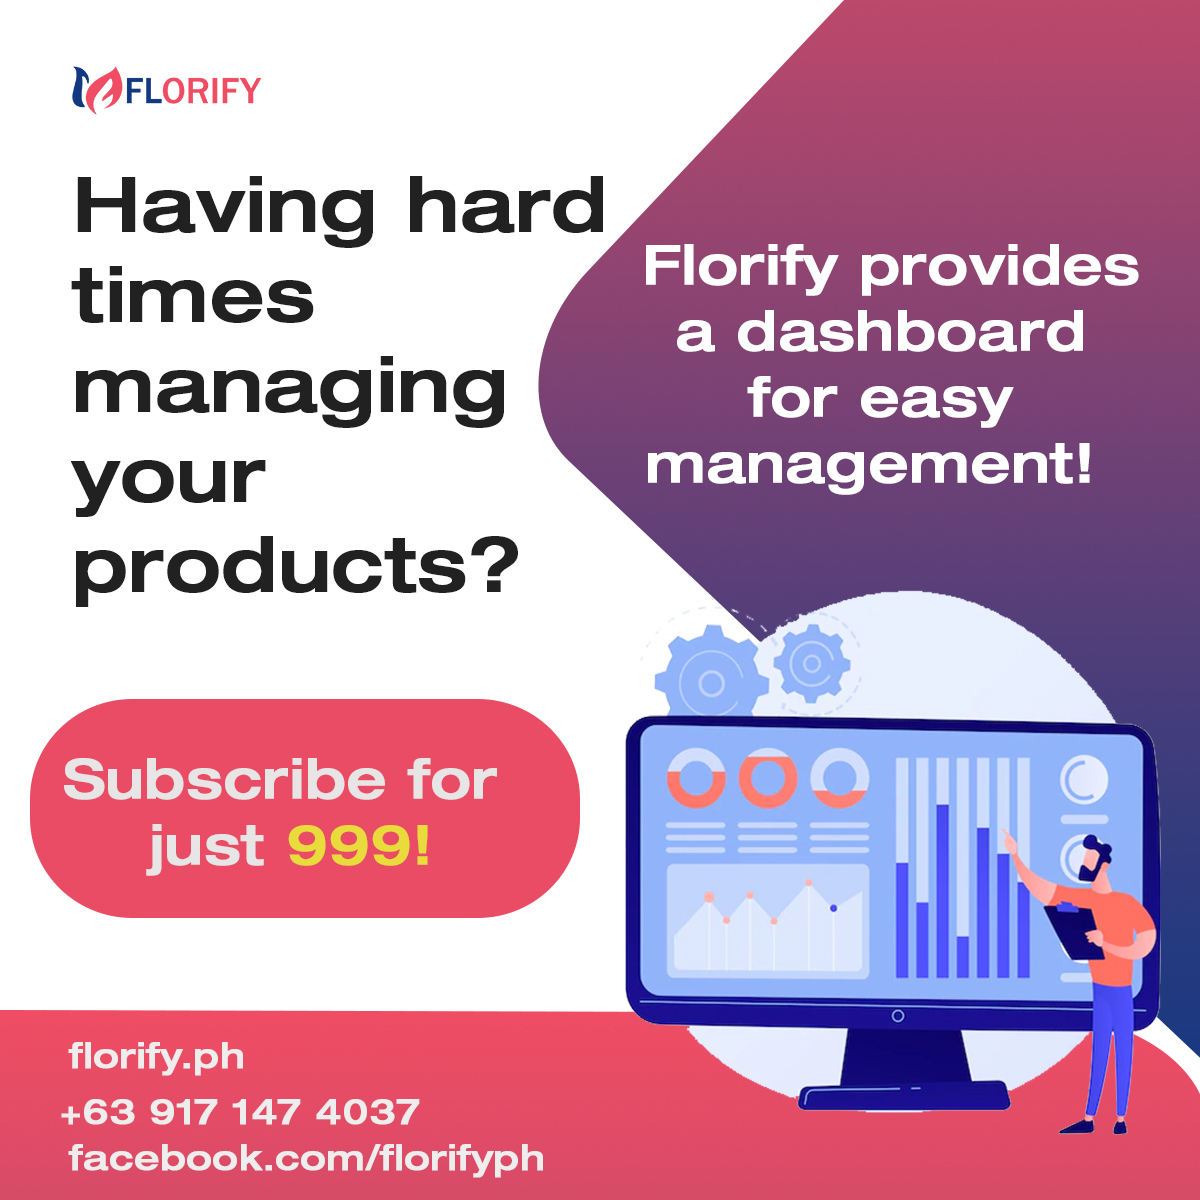 FLORIFY
Having hard
times
managing
your
products?
Florify provides
a dashboard
for easy
management!
Subscribe for
just 999!
florify.ph
+63 917 147 4037
facebook.com/florifyph